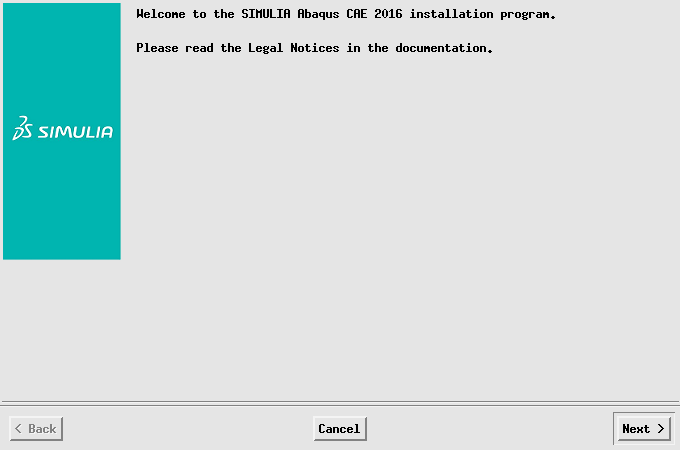 Welcome to the SIMULIA Abaqus CAE 2016 installation program.
Please read the Legal Notices in the documentation.
DS SIMULIA
< Back
Cancel
Next >